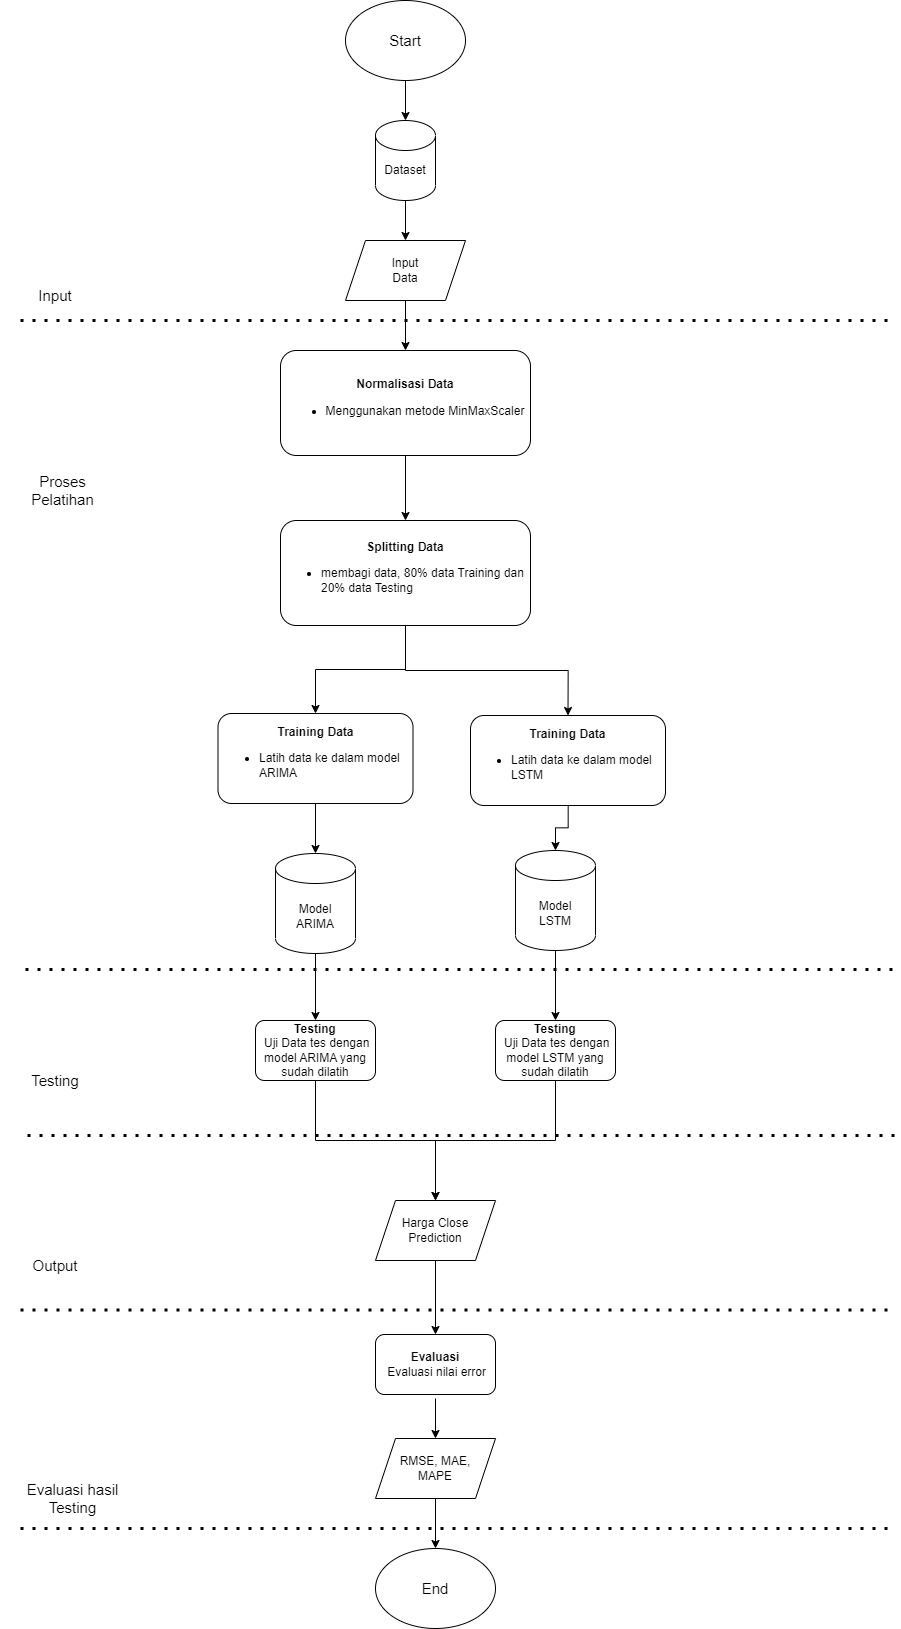 Start
Dataset
Input
Data
Input
Normalisasi Data
• Menggunakan metode MinMaxScaler
Proses
Pelatihan
Splitting Data
• membagi data, 80% data Training dan
20% data Testing
Training Data
• Latih data ke dalam model
ARIMA
Training Data
• Latih data ke dalam model
LSTM
Model
ARIMA
Model
LSTM
Testing
Uji Data tes dengan
model ARIMA yang
sudah dilatih
Testing
Uji Data tes dengan
model LSTM yang
sudah dilatih
Testing
Harga Close
Prediction
Output
Evaluasi
Evaluasi nilai error
RMSE, MAE,
MAPE
Evaluasi hasil
Testing
End